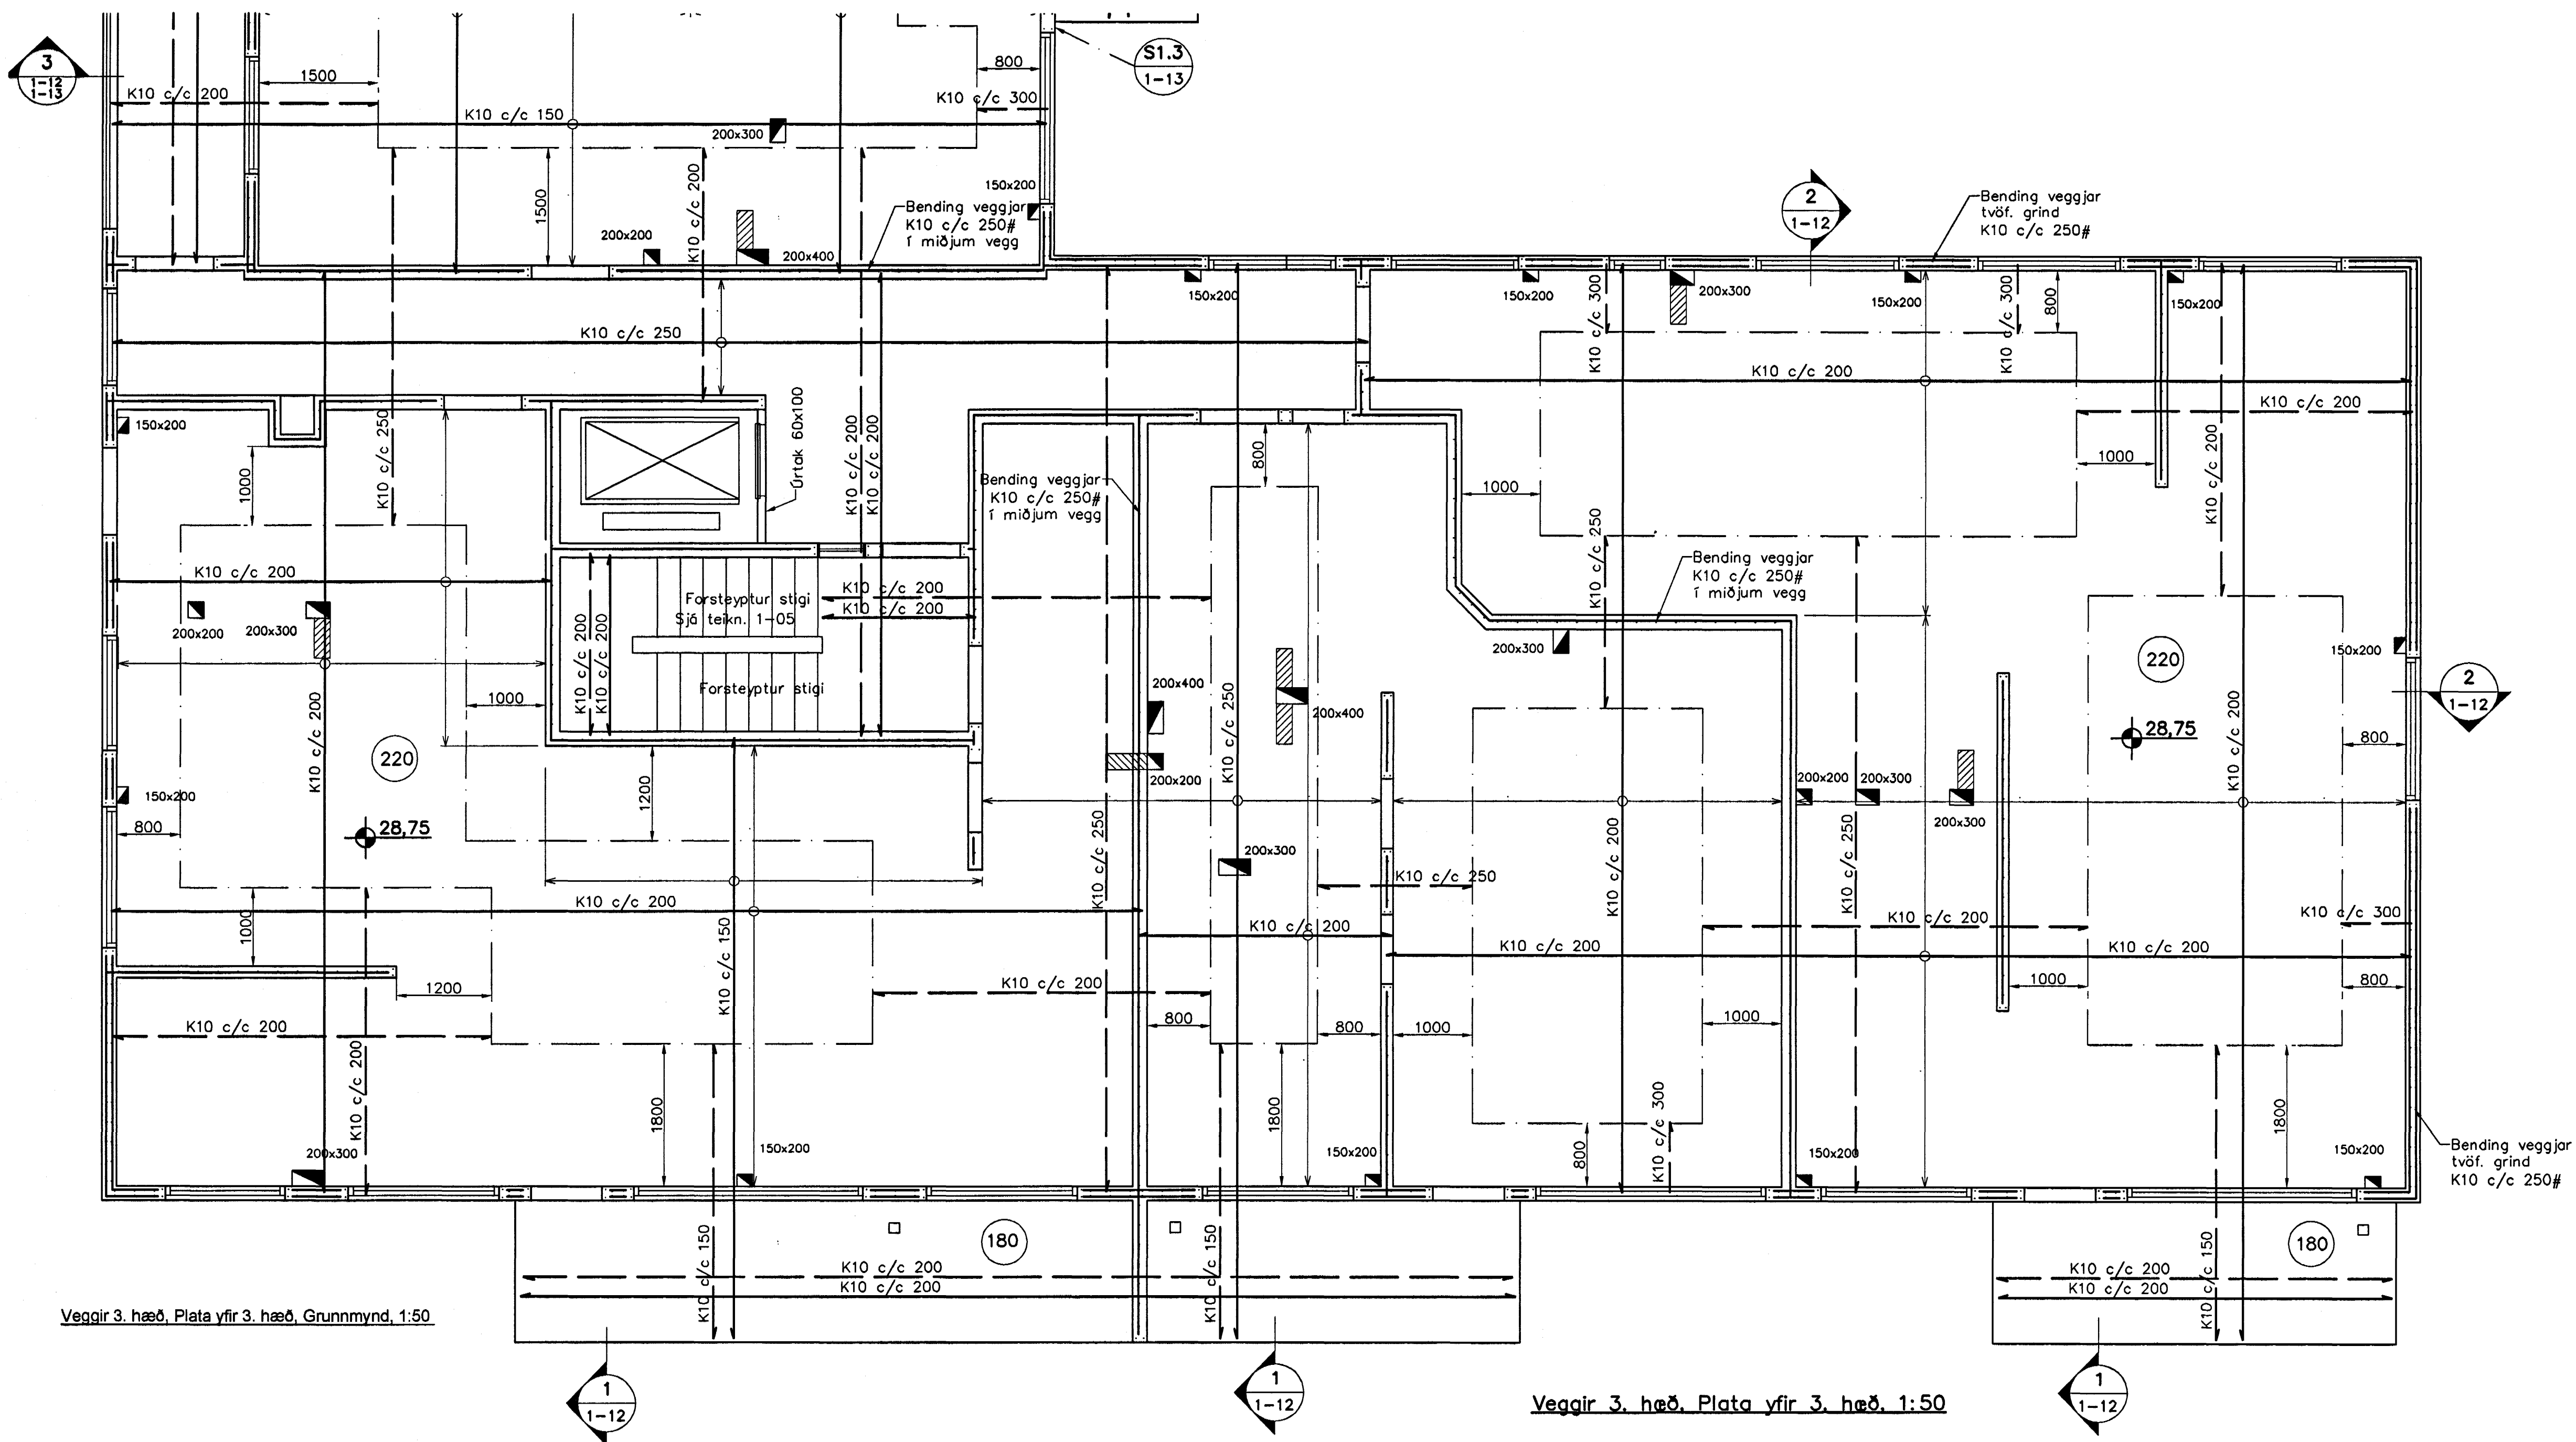 3
1-12
1-13
S1.3
1-13
1500
800
K10 c/c 200
K10 c/c 300
K10 c/c 150
200x300
1500
K10 c/c 200
150x200
Bending veggjar
K10 c/c 250#
í miðjum vegg
200x200
200x400
2
1-12
Bending veggjar
tvöf. grind
K10 c/c 250#
150x200
150x200
K10 c/c 300
200x300
150x200
K10 c/c 300
800
150x200
K10 c/c 250
K10 c/c 200
K10 c/c 200
150x200
K10 c/c 250
Úrtak 60x100
K10 c/c 200
K10 c/c 200
800
1000
1000
1000
K10 c/c 200
Bending veggjar
K10 c/c 250#
í miðjum vegg
K10 c/c 250
Bending veggjar
K10 c/c 250#
í miðjum vegg
K10 c/c 200
K10 c/c 200
K10 c/c 200
Forsteyptur stigi
Sjá teikn. 1-05
K10 c/c 200
K10 c/c 200
200x200
200x300
200x300
150x200
220
Forsteyptur stigi
1000
200x400
200x400
K10 c/c 250
K10 c/c 200
220
2
1-12
28,75
800
K10 c/c 200
200x200
200x200
200x300
200x300
1200
150x200
800
28,75
K10 c/c 250
200x300
K10 c/c 200
K10 c/c 250
K10 c/c 250
K10 c/c 200
1000
K10 c/c 200
K10 c/c 200
K10 c/c 200
K10 c/c 300
K10 c/c 200
K10 c/c 150
1200
K10 c/c 200
1000
800
K10 c/c 200
800
800
1000
1000
K10 c/c 200
1800
1800
K10 c/c 300
800
1800
200x300
150x200
150x200
150x200
150x200
Bending veggjar
tvöf. grind
K10 c/c 250#
180
180
K10 c/c 150
K10 c/c 150
K10 c/c 150
K10 c/c 200
K10 c/c 200
K10 c/c 200
K10 c/c 200
Veggir 3. hæð, Plata yfir 3. hæð, Grunnmynd, 1:50
1
1-12
1
1-12
1
1-12
Veggir 3. hæð, Plata yfir 3. hæð, 1:50